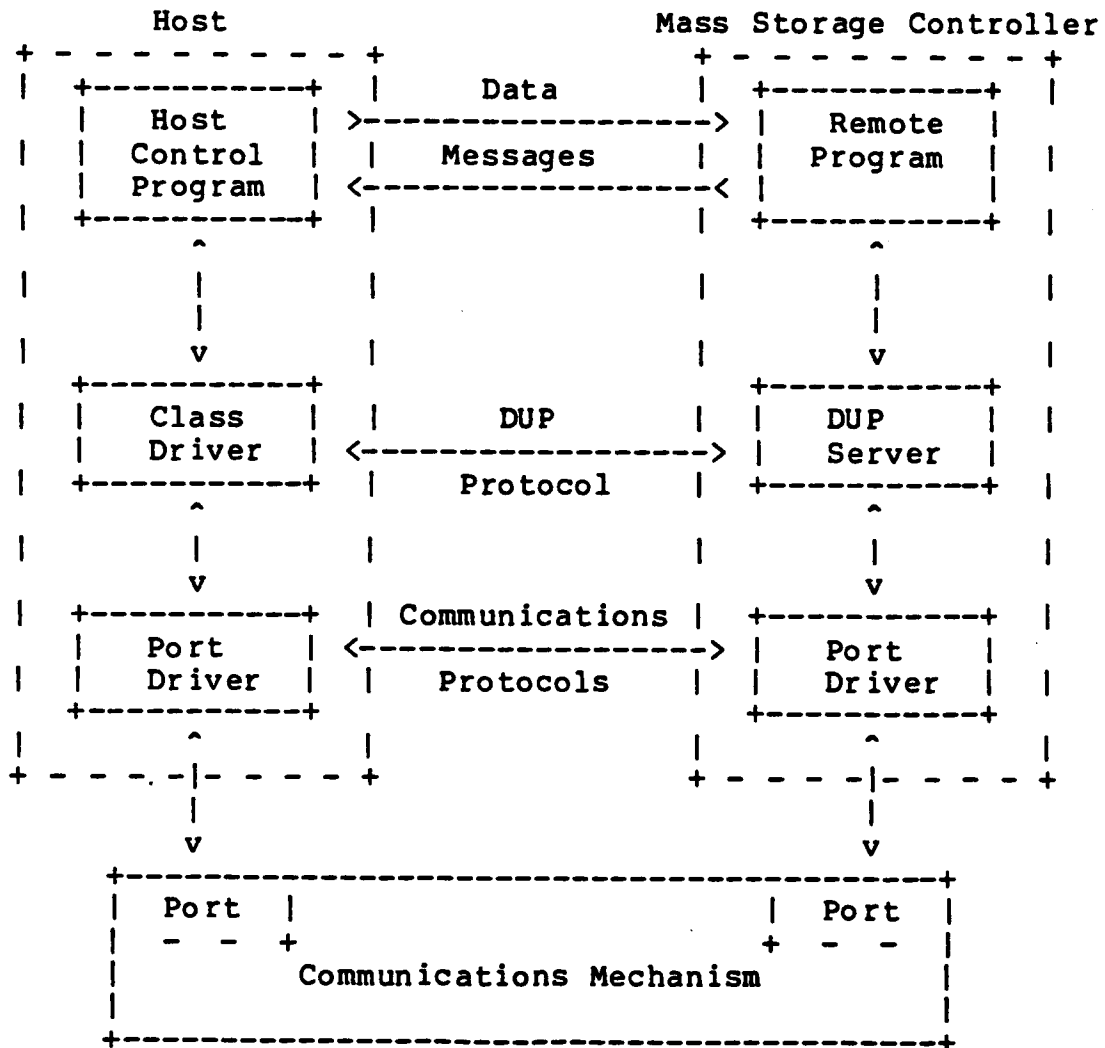 Host Mass Storage Controller
Data
Host Remote
Control Messages Program
Program
Class DUP DUP
Driver Server
Protocol
Communications
Port Port
Driver Protocols Driver
Port Port
Communications Mechanism